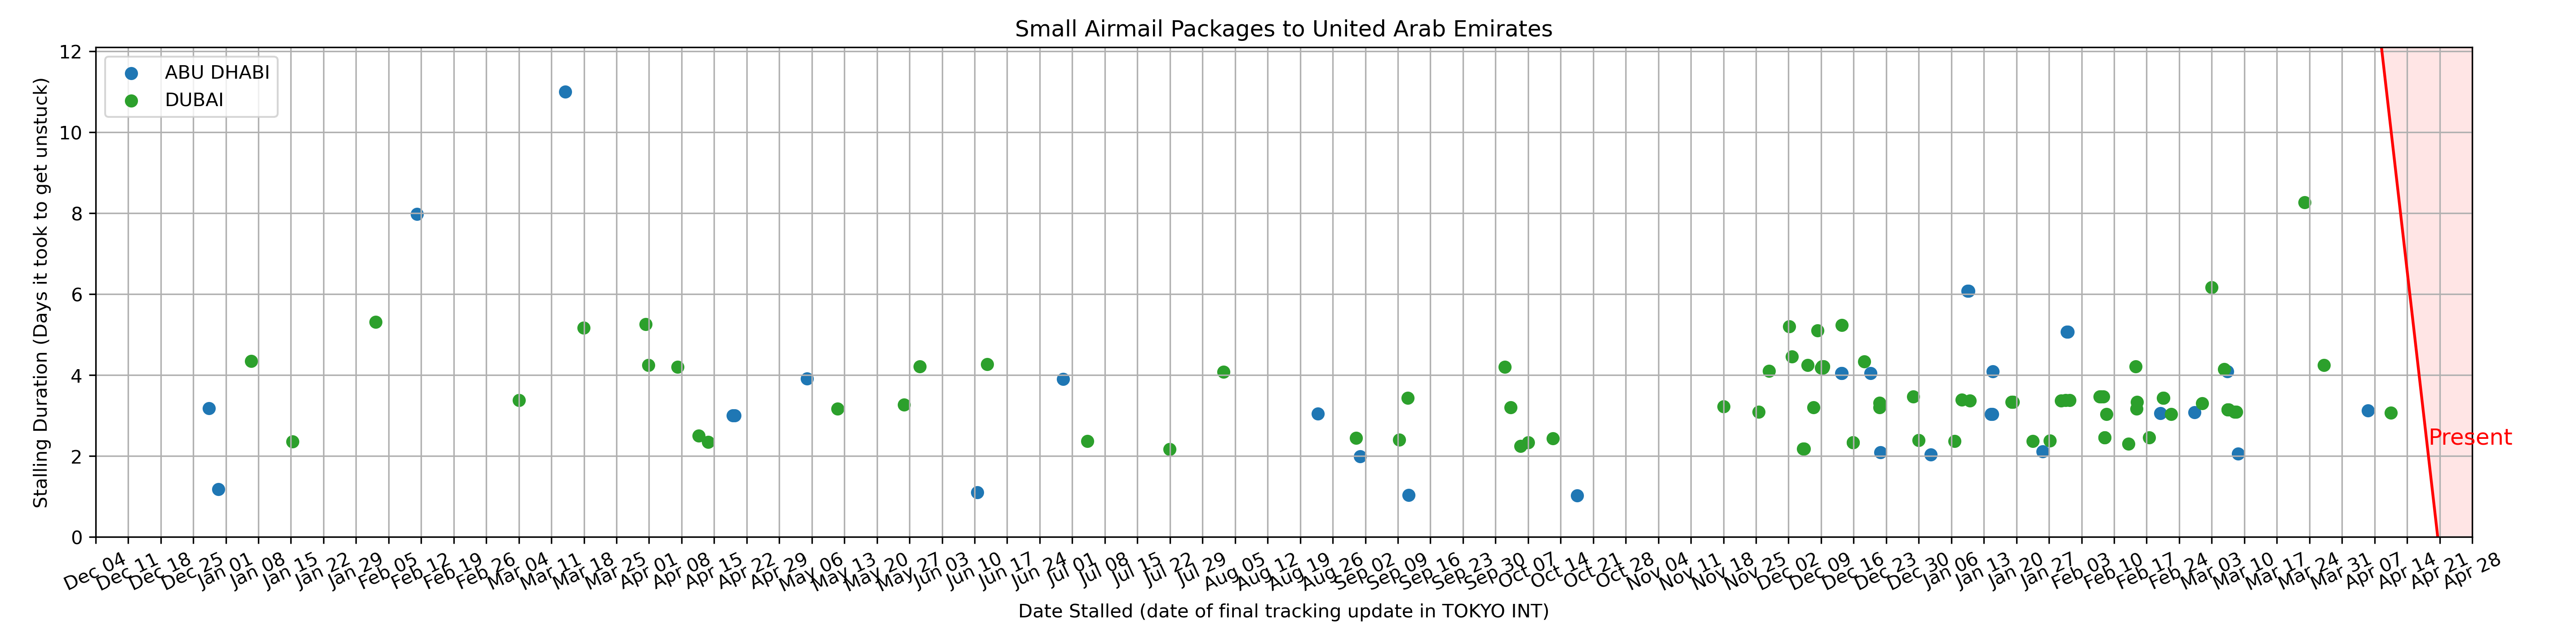 Small Airmail Packages to United Arab Emirates
ABU DHABI
DUBAI
Stalling Duration (Days it took to get unstuck)
12
10
8
6
4
2
0
Present
Dec 04
Dec 11
Dec 18
Dec 25
Jan 01
Jan 08
Jan 15
Jan 22
Jan 29
Feb 05
Feb 12
Feb 19
Feb 26
Mar 04
Mar 11
Mar 18
Mar 25
Apr 01
Apr 08
Apr 15
Apr 22
Apr 29
May 06
May 13
May 20
May 27
Jun 03
Jun 10
Jun 17
Jun 24
Jul 01
Jul 08
Jul 15
Jul 22
Jul 29
Aug 05
Aug 12
Aug 19
Aug 26
Sep 02
Sep 09
Sep 16
Sep 23
Sep 30
Oct 07
Oct 14
Oct 21
Oct 28
Nov 04
Nov 11
Nov 18
Nov 25
Dec 02
Dec 09
Dec 16
Dec 23
Dec 30
Jan 06
Jan 13
Jan 20
Jan 27
Feb 03
Feb 10
Feb 17
Feb 24
Mar 03
Mar 10
Mar 17
Mar 24
Mar 31
Apr 07
Apr 14
Apr 21
Apr 28
Date Stalled (date of final tracking update in TOKYO INT)